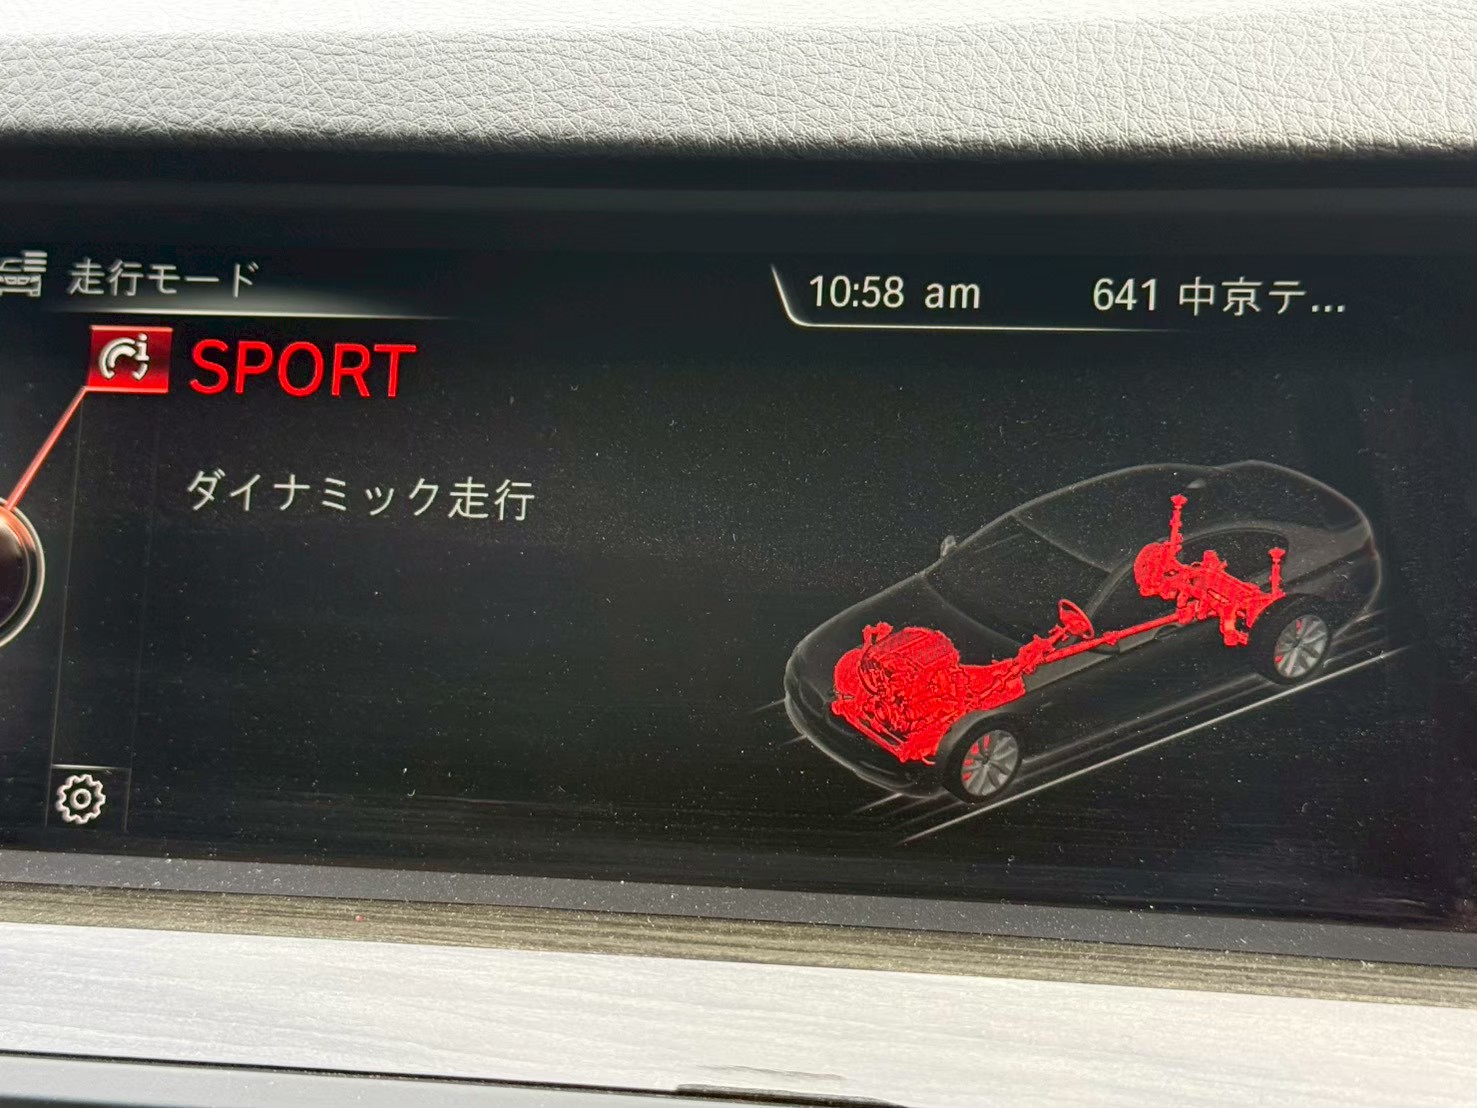 走行モード
10:58 am
641 中京テ...
SPORT
ダイナミック走行